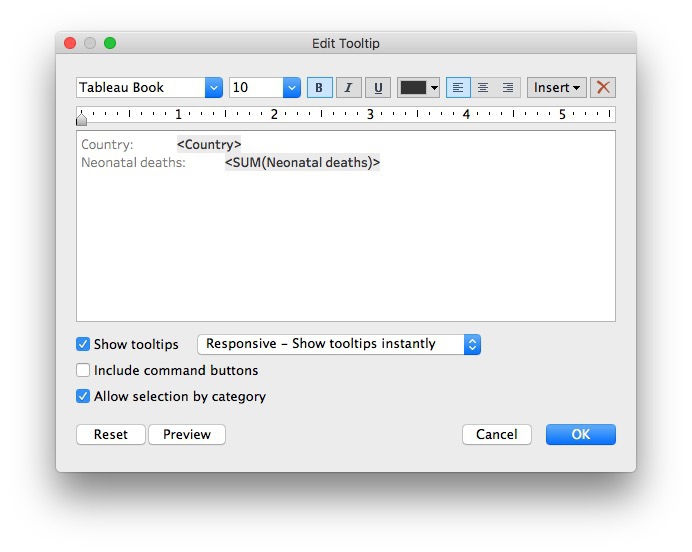 Edit Tooltip
Tableau Book 10 B I U Insert
1 2 3 4 5
Country: <Country>
Neonatal deaths: <SUM(Neonatal deaths)>
Show tooltips Responsive – Show tooltips instantly
Include command buttons
Allow selection by category
Reset Preview Cancel OK